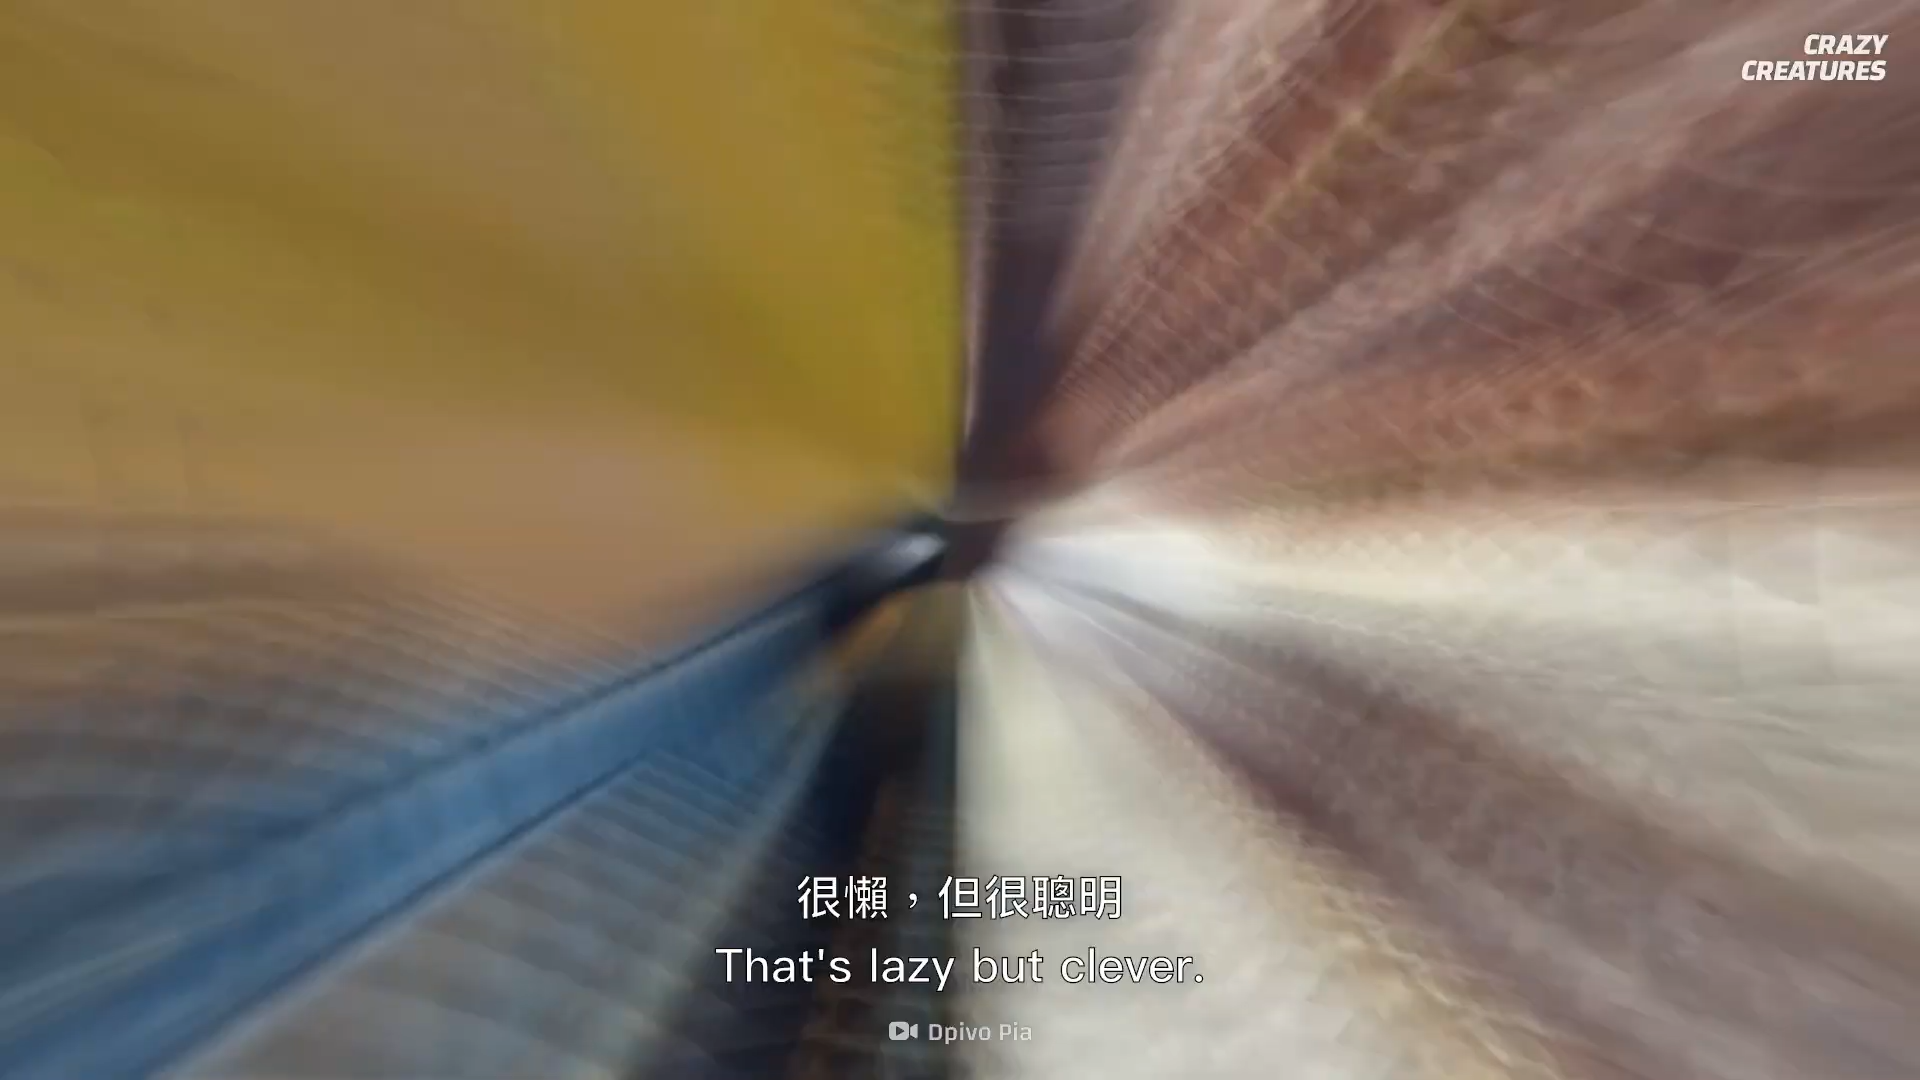 CRAZY
CREATURES
很懶，但很聰明
That's lazy but clever.
Dpivo Pia